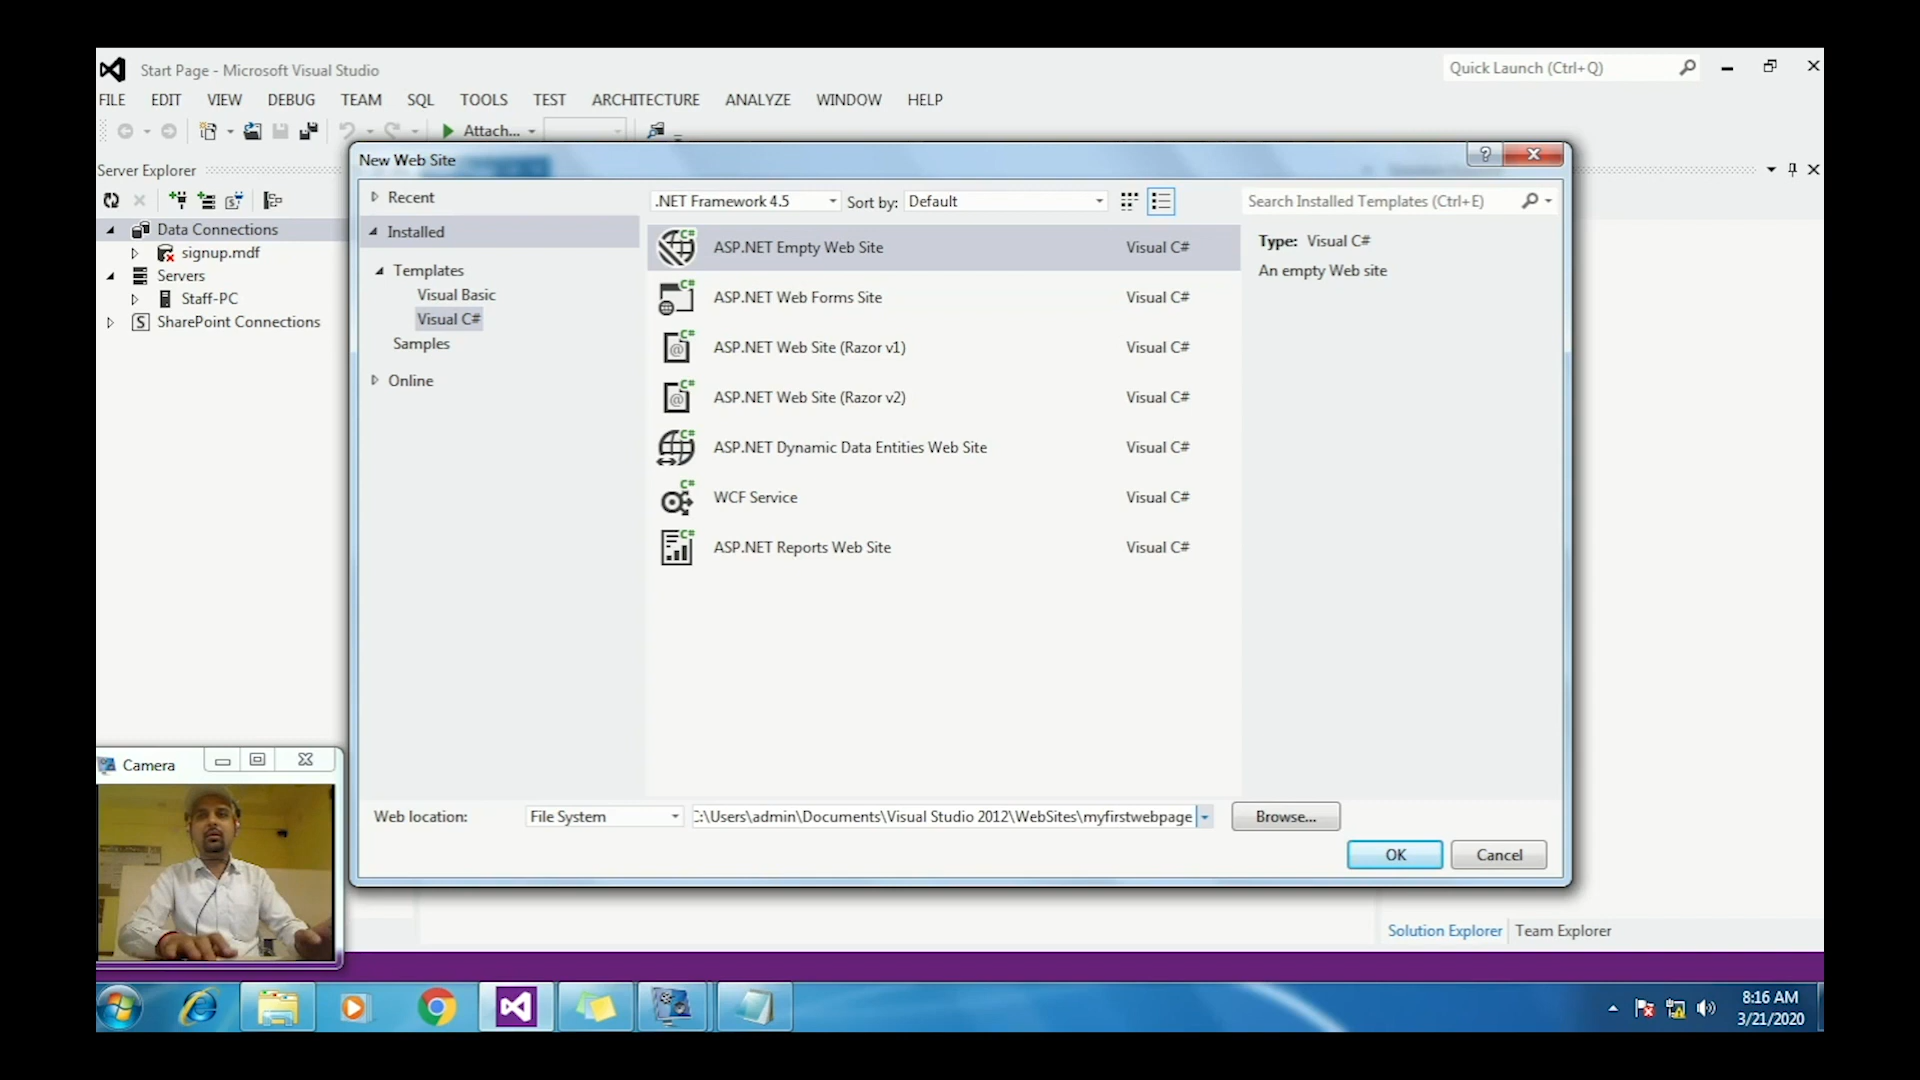 Start Page - Microsoft Visual Studio
Quick Launch (Ctrl+Q)
FILE EDIT VIEW DEBUG TEAM SQL TOOLS TEST ARCHITECTURE ANALYZE WINDOW HELP
Attach...
Server Explorer
Data Connections
signup.mdf
Servers
Staff-PC
SharePoint Connections
New Web Site
Recent
Installed
Templates
Visual Basic
Visual C#
Samples
Online
.NET Framework 4.5 Sort by: Default
Search Installed Templates (Ctrl+E)
ASP.NET Empty Web Site Visual C#
ASP.NET Web Forms Site Visual C#
ASP.NET Web Site (Razor v1) Visual C#
ASP.NET Web Site (Razor v2) Visual C#
ASP.NET Dynamic Data Entities Web Site Visual C#
WCF Service Visual C#
ASP.NET Reports Web Site Visual C#
Type: Visual C#
An empty Web site
Web location: File System C:\Users\admin\Documents\Visual Studio 2012\WebSites\myfirstwebpage Browse...
OK Cancel
Camera
Solution Explorer Team Explorer
8:16 AM
3/21/2020